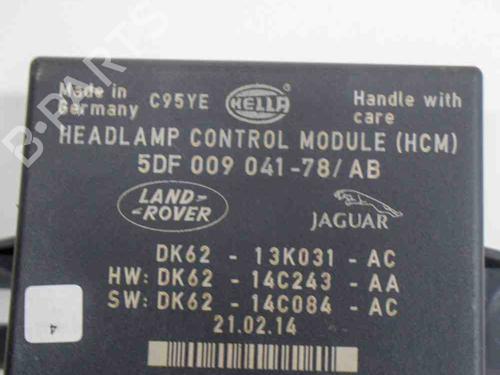 Made in
Germany
C95YE
HELLA
Handle with
care
HEADLAMP CONTROL MODULE (HCM)
5DF 009 041-78/ AB
LAND-
-ROVER
JAGUAR
DK62 - 13K031 - AC
HW: DK62 - 14C243 - AA
SW: DK62 - 14C084 - AC
21.02.14
4
B-PARTS